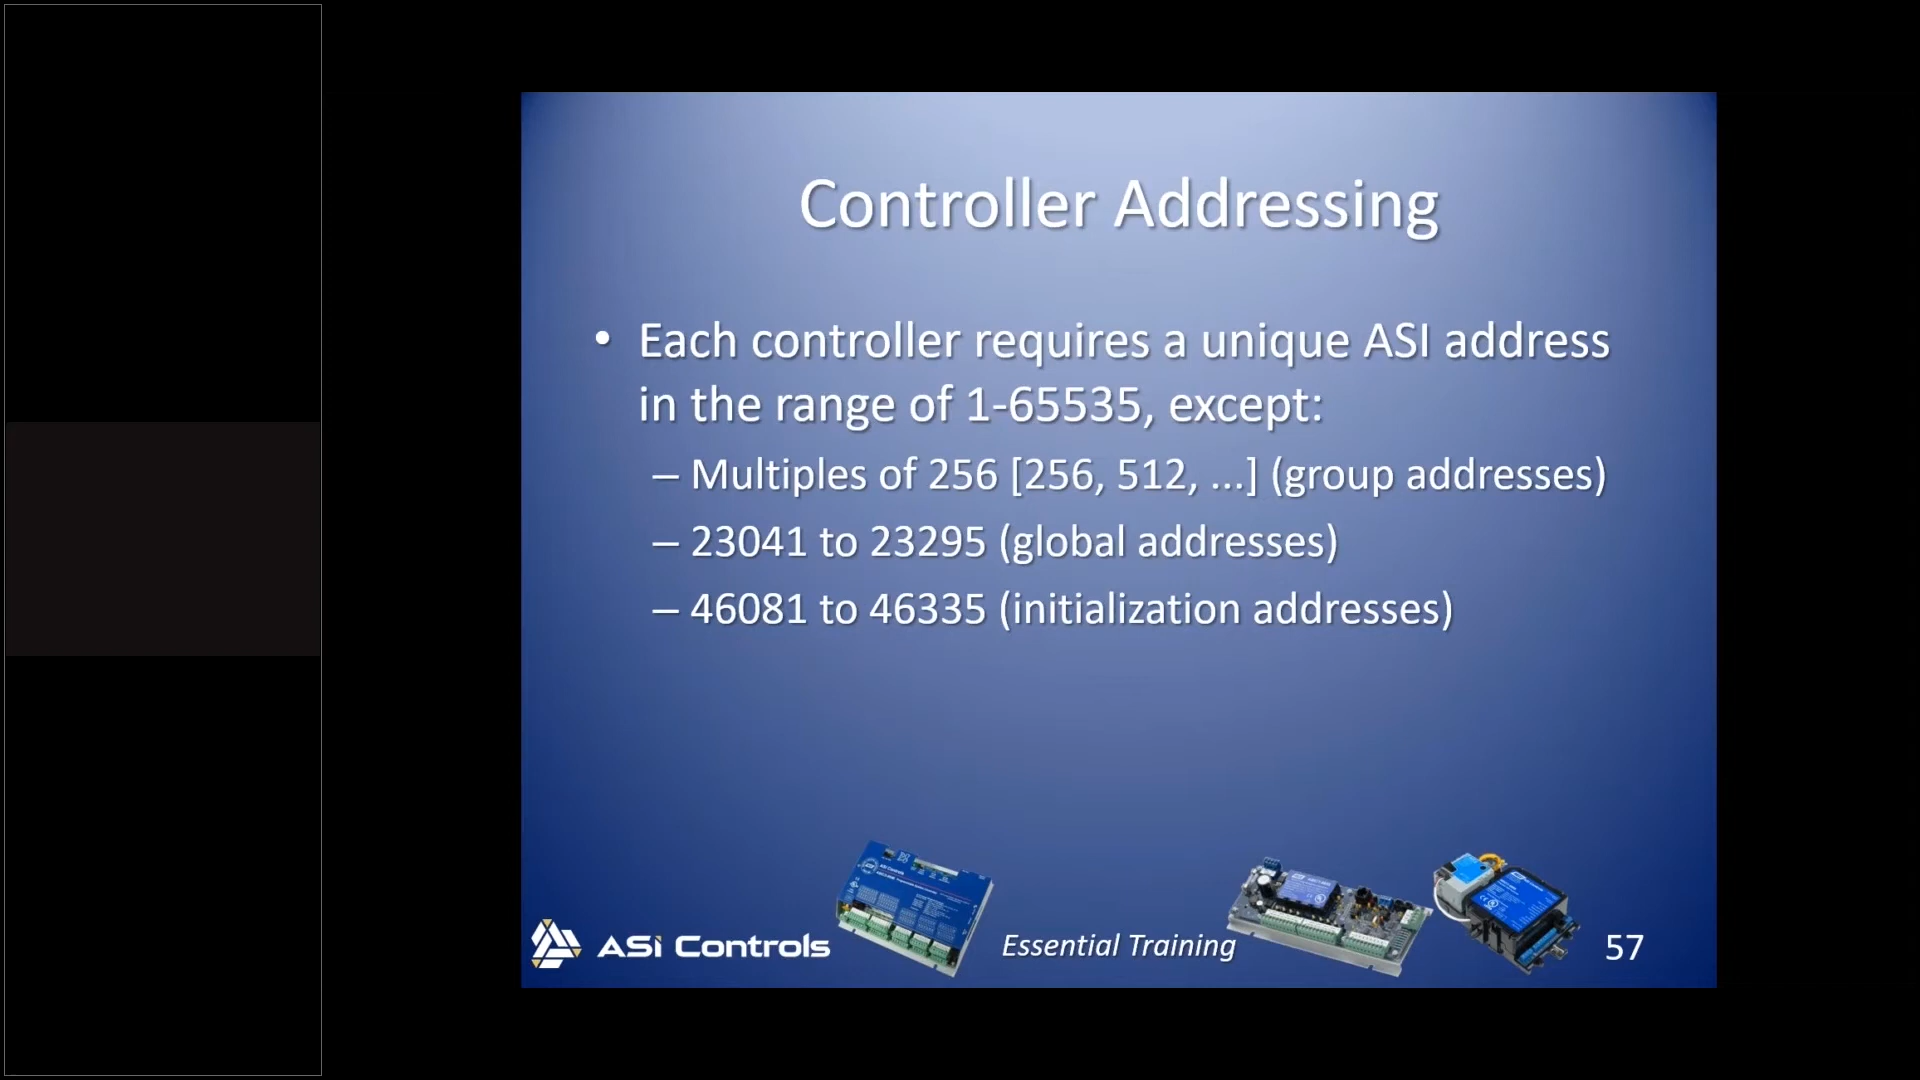 Controller Addressing
• Each controller requires a unique ASI address
in the range of 1-65535, except:
– Multiples of 256 [256, 512, ...] (group addresses)
– 23041 to 23295 (global addresses)
– 46081 to 46335 (initialization addresses)
ASi Controls
Essential Training
57